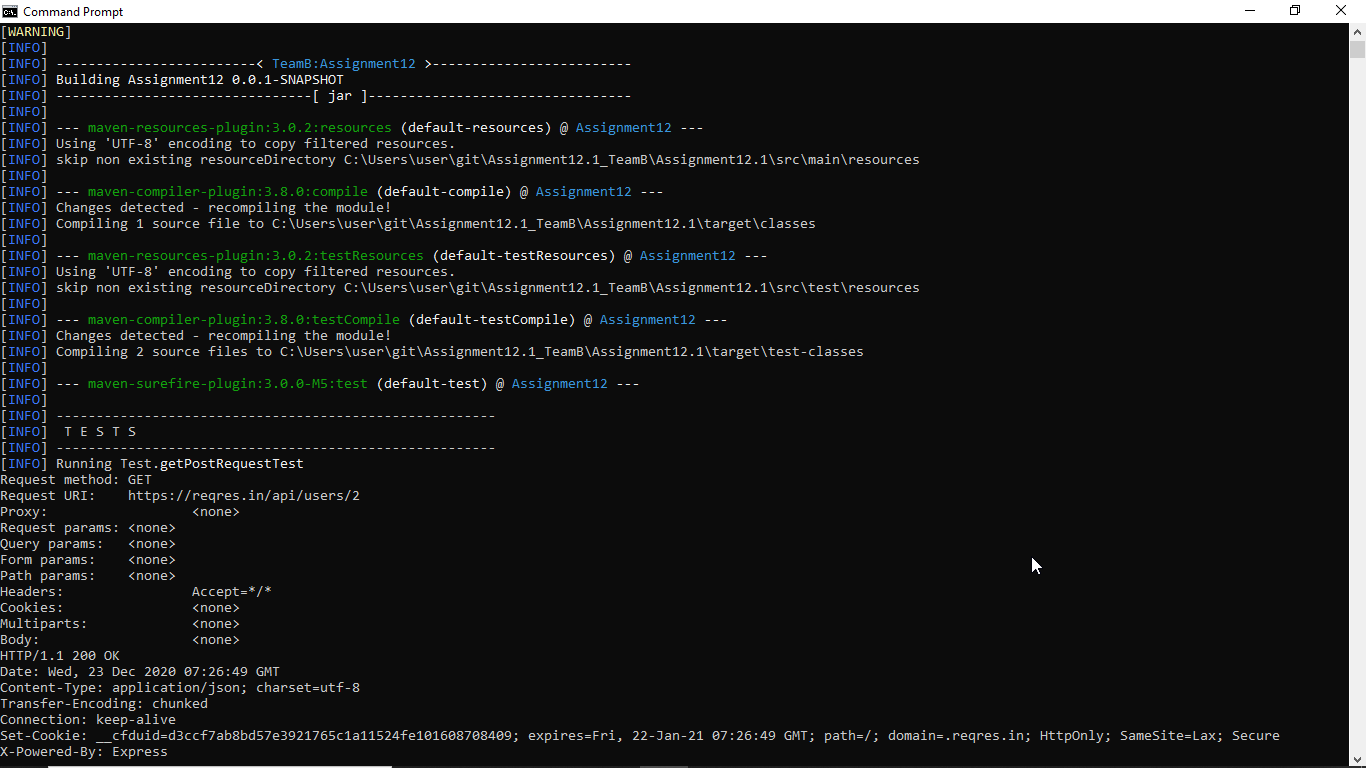 Command Prompt
[WARNING]
[INFO]
[INFO] -------------------------< TeamB:Assignment12 >-------------------------
[INFO] Building Assignment12 0.0.1-SNAPSHOT
[INFO] --------------------------------[ jar ]---------------------------------
[INFO]
[INFO] --- maven-resources-plugin:3.0.2:resources (default-resources) @ Assignment12 ---
[INFO] Using 'UTF-8' encoding to copy filtered resources.
[INFO] skip non existing resourceDirectory C:\Users\user\git\Assignment12.1_TeamB\Assignment12.1\src\main\resources
[INFO]
[INFO] --- maven-compiler-plugin:3.8.0:compile (default-compile) @ Assignment12 ---
[INFO] Changes detected - recompiling the module!
[INFO] Compiling 1 source file to C:\Users\user\git\Assignment12.1_TeamB\Assignment12.1\target\classes
[INFO]
[INFO] --- maven-resources-plugin:3.0.2:testResources (default-testResources) @ Assignment12 ---
[INFO] Using 'UTF-8' encoding to copy filtered resources.
[INFO] skip non existing resourceDirectory C:\Users\user\git\Assignment12.1_TeamB\Assignment12.1\src\test\resources
[INFO]
[INFO] --- maven-compiler-plugin:3.8.0:testCompile (default-testCompile) @ Assignment12 ---
[INFO] Changes detected - recompiling the module!
[INFO] Compiling 2 source files to C:\Users\user\git\Assignment12.1_TeamB\Assignment12.1\target\test-classes
[INFO]
[INFO] --- maven-surefire-plugin:3.0.0-M5:test (default-test) @ Assignment12 ---
[INFO]
[INFO] -------------------------------------------------------
[INFO]  T E S T S
[INFO] -------------------------------------------------------
[INFO] Running Test.getPostRequestTest
Request method: GET
Request URI:    https://reqres.in/api/users/2
Proxy:                  <none>
Request params: <none>
Query params:   <none>
Form params:    <none>
Path params:    <none>
Headers:                Accept=*/*
Cookies:                <none>
Multiparts:             <none>
Body:                   <none>
HTTP/1.1 200 OK
Date: Wed, 23 Dec 2020 07:26:49 GMT
Content-Type: application/json; charset=utf-8
Transfer-Encoding: chunked
Connection: keep-alive
Set-Cookie: __cfduid=d3ccf7ab8bd57e3921765c1a11524fe101608708409; expires=Fri, 22-Jan-21 07:26:49 GMT; path=/; domain=.reqres.in; HttpOnly; SameSite=Lax; Secure
X-Powered-By: Express